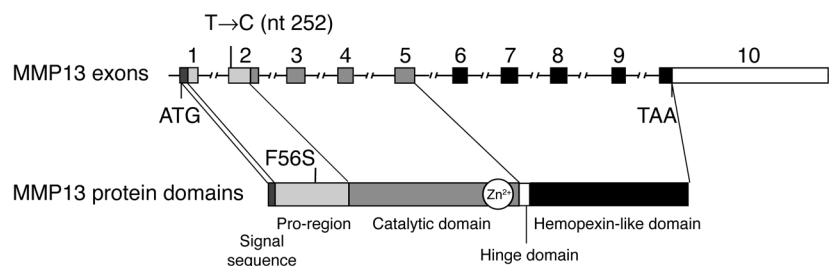 T→C (nt 252)
1 2 3 4 5 6 7 8 9 10
MMP13 exons
ATG
TAA
F56S
MMP13 protein domains
Zn²⁺
Pro-region
Catalytic domain
Hemopexin-like domain
Signal
sequence
Hinge domain